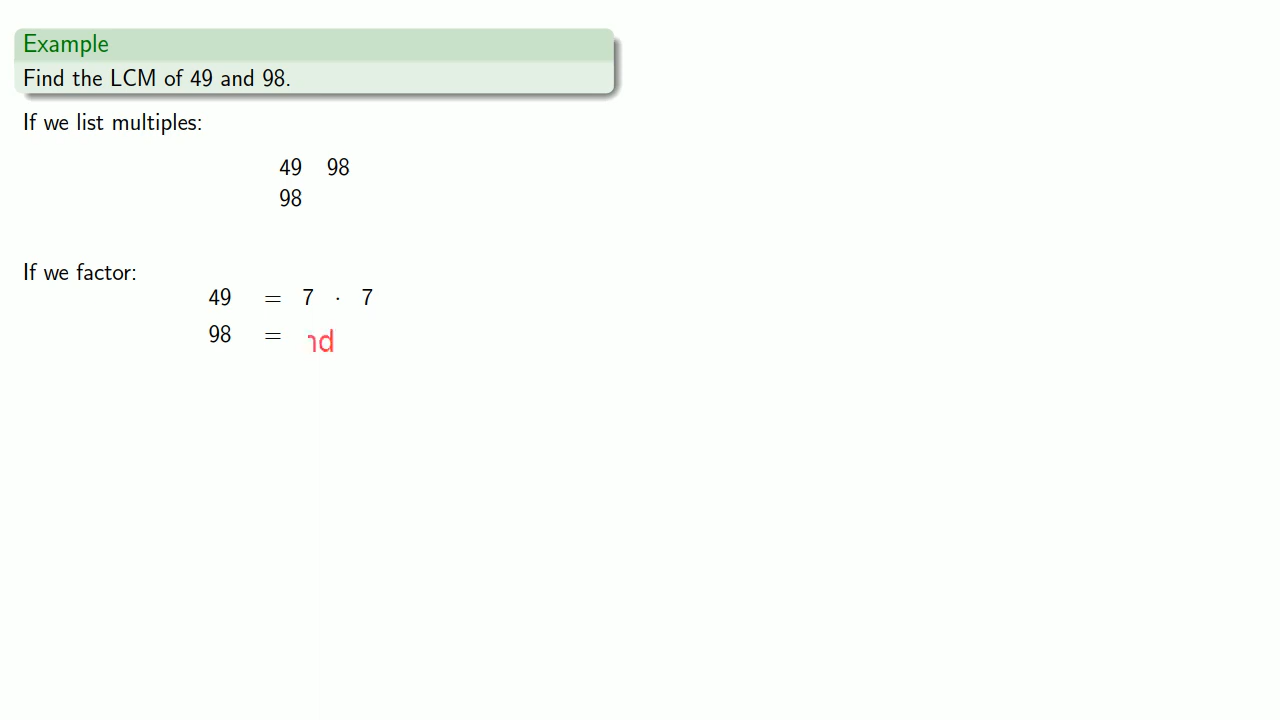 Example
Find the LCM of 49 and 98.
If we list multiples:
49 98
98
If we factor:
49 = 7 · 7
98 =